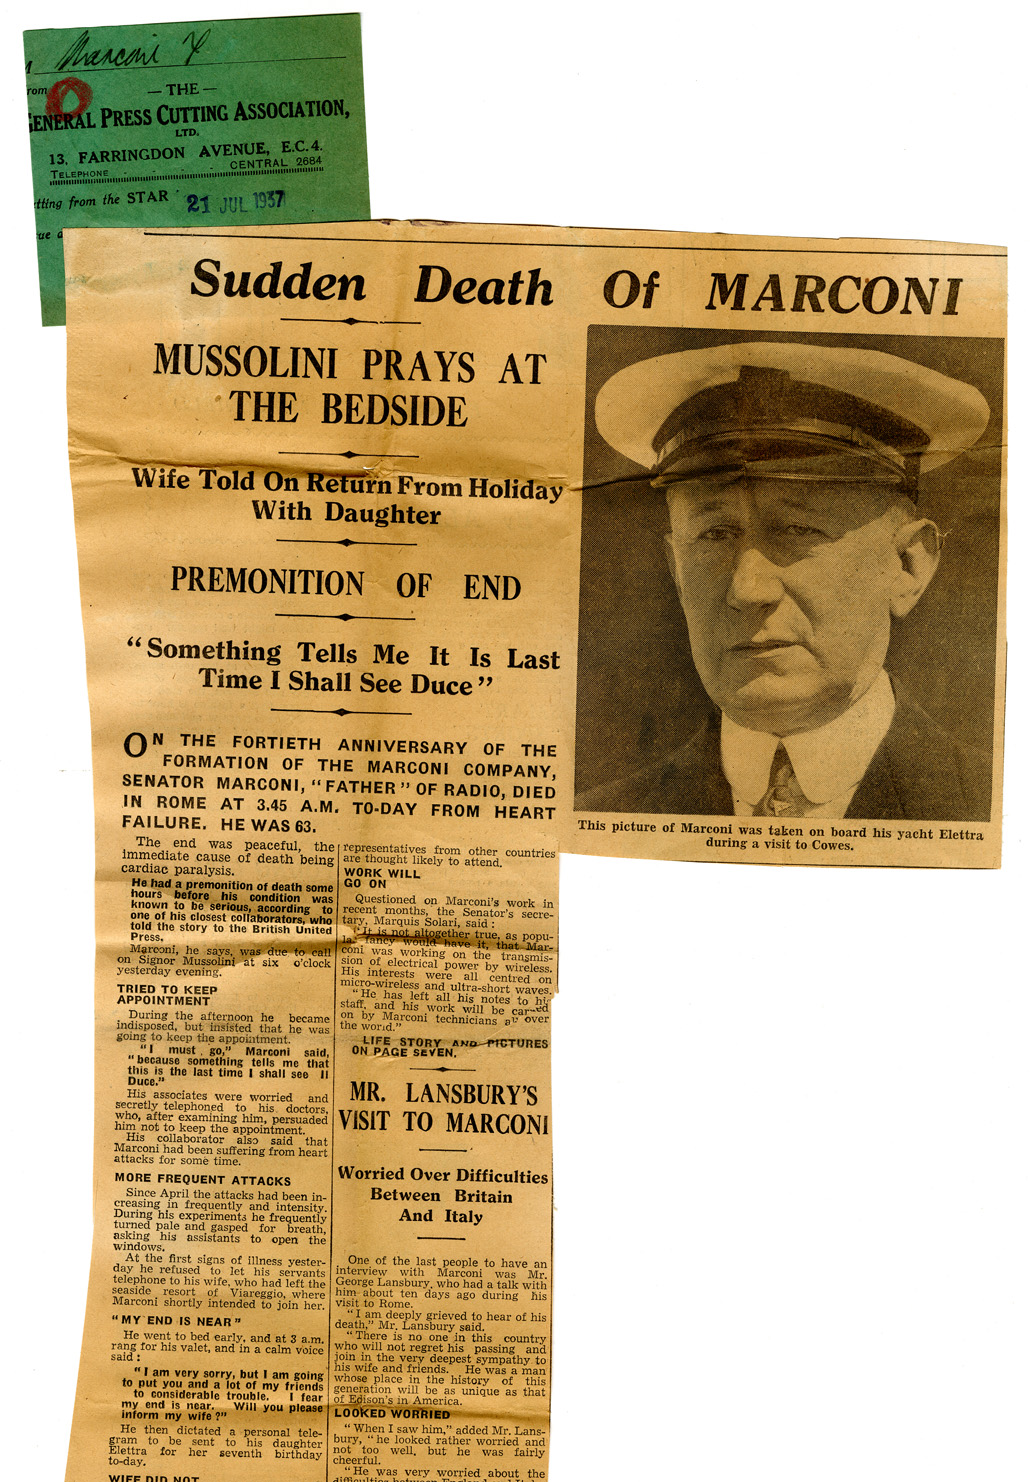 Marconi
rom
— THE —
GENERAL PRESS CUTTING ASSOCIATION,
LTD.
13, FARRINGDON AVENUE, E.C.4.
TELEPHONE . . . CENTRAL 2684
tting from the STAR
21 JUL 1937
Sudden Death Of MARCONI
MUSSOLINI PRAYS AT
THE BEDSIDE
Wife Told On Return From Holiday
With Daughter
PREMONITION OF END
“Something Tells Me It Is Last
Time I Shall See Duce”
ON THE FORTIETH ANNIVERSARY OF THE
FORMATION OF THE MARCONI COMPANY,
SENATOR MARCONI, “FATHER” OF RADIO, DIED
IN ROME AT 3.45 A.M. TO-DAY FROM HEART
FAILURE. HE WAS 63.
This picture of Marconi was taken on board his yacht Elettra
during a visit to Cowes.
The end was peaceful, the
immediate cause of death being
cardiac paralysis.
He had a premonition of death some
hours before his condition was
known to be serious, according to
one of his closest collaborators, who
told the story to the British United
Press.
Marconi, he says, was due to call
on Signor Mussolini at six o'clock
yesterday evening.
TRIED TO KEEP
APPOINTMENT
During the afternoon he became
indisposed, but insisted that he was
going to keep the appointment.
“I must go,” Marconi said,
“because something tells me that
this is the last time I shall see Il
Duce.”
His associates were worried and
secretly telephoned to his doctors,
who, after examining him, persuaded
him not to keep the appointment.
His collaborator also said that
Marconi had been suffering from heart
attacks for some time.
MORE FREQUENT ATTACKS
Since April the attacks had been in-
creasing in frequently and intensity.
During his experiments he frequently
turned pale and gasped for breath,
asking his assistants to open the
windows.
At the first signs of illness yester-
day he refused to let his servants
telephone to his wife, who had left the
seaside resort of Viareggio, where
Marconi shortly intended to join her.
“MY END IS NEAR”
He went to bed early, and at 3 a.m.
rang for his valet, and in a calm voice
said :
“I am very sorry, but I am going
to put you and a lot of my friends
to considerable trouble. I fear
my end is near. Will you please
inform my wife?”
He then dictated a personal tele-
gram to be sent to his daughter
Elettra for her seventh birthday
to-day.
WIFE DID NOT
representatives from other countries
are thought likely to attend.
WORK WILL
GO ON
Questioned on Marconi's work in
recent months, the Senator's secre-
tary, Marquis Solari, said :
“It is not altogether true, as popu-
lar fancy would have it, that Mar-
coni was working on the transmis-
sion of electrical power by wireless.
His interests were all centred on
micro-wireless and ultra-short waves.
“He has left all his notes to his
staff, and his work will be carried
on by Marconi technicians all over
the world.”
LIFE STORY AND PICTURES
ON PAGE SEVEN.
MR. LANSBURY'S
VISIT TO MARCONI
Worried Over Difficulties
Between Britain
And Italy
One of the last people to have an
interview with Marconi was Mr.
George Lansbury, who had a talk with
him about ten days ago during his
visit to Rome.
“I am deeply grieved to hear of his
death,” Mr. Lansbury said.
“There is no one in this country
who will not regret his passing and
join in the very deepest sympathy to
his wife and friends. He was a man
whose place in the history of this
generation will be as unique as that
of Edison's in America.
LOOKED WORRIED
“When I saw him,” added Mr. Lans-
bury, “he looked rather worried and
not too well, but he was fairly
cheerful.
“He was very worried about the